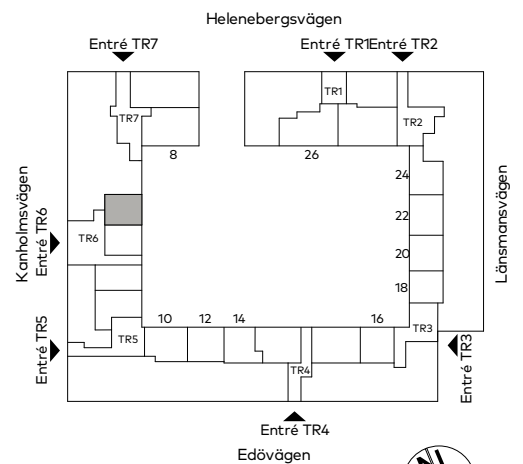 Helenebergsvägen
Entré TR7
Entré TR1
Entré TR2
TR1
TR7
TR2
8
26
24
Kanholmsvägen
Entré TR6
TR6
22
Länsmansvägen
20
18
10
12
14
16
Entré TR5
TR5
TR3
Entré TR3
TR4
Entré TR4
Edövägen
N